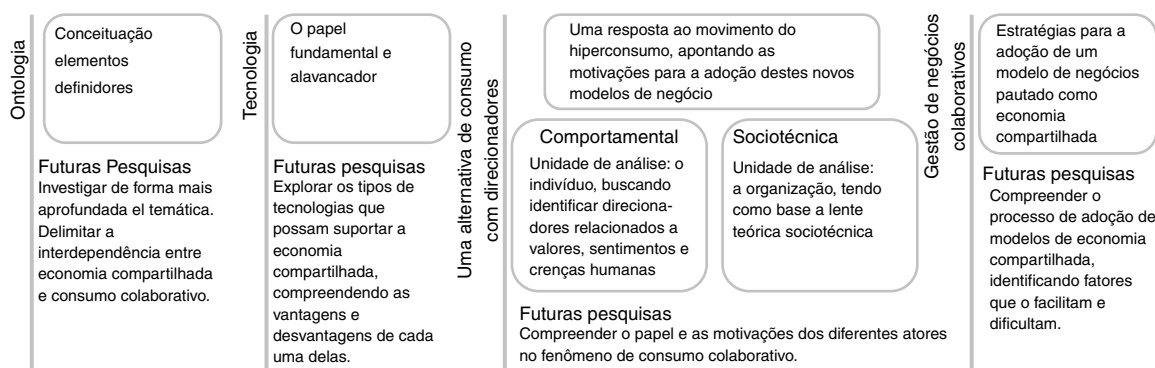 Ontologia
Conceituação
elementos
definidores
Futuras Pesquisas
Investigar de forma mais
aprofundada el temática.
Delimitar a
interdependência entre
economia compartilhada
e consumo colaborativo.
Tecnologia
O papel
fundamental e
alavancador
Futuras pesquisas
Explorar os tipos de
tecnologias que
possam suportar a
economia
compartilhada,
compreendendo as
vantagens e
desvantagens de cada
uma delas.
Uma alternativa de consumo
com direcionadores
Uma resposta ao movimento do
hiperconsumo, apontando as
motivações para a adoção destes novos
modelos de negócio
Comportamental
Unidade de análise: o
indivíduo, buscando
identificar direciona-
dores relacionados a
valores, sentimentos e
crenças humanas
Sociotécnica
Unidade de análise:
a organização, tendo
como base a lente
teórica sociotécnica
Futuras pesquisas
Compreender o papel e as motivações dos diferentes atores
no fenômeno de consumo colaborativo.
Gestão de negócios
colaborativos
Estratégias para a
adoção de um
modelo de negócios
pautado como
economia
compartilhada
Futuras pesquisas
Compreender o
processo de adoção de
modelos de economia
compartilhada,
identificando fatores
que o facilitam e
dificultam.